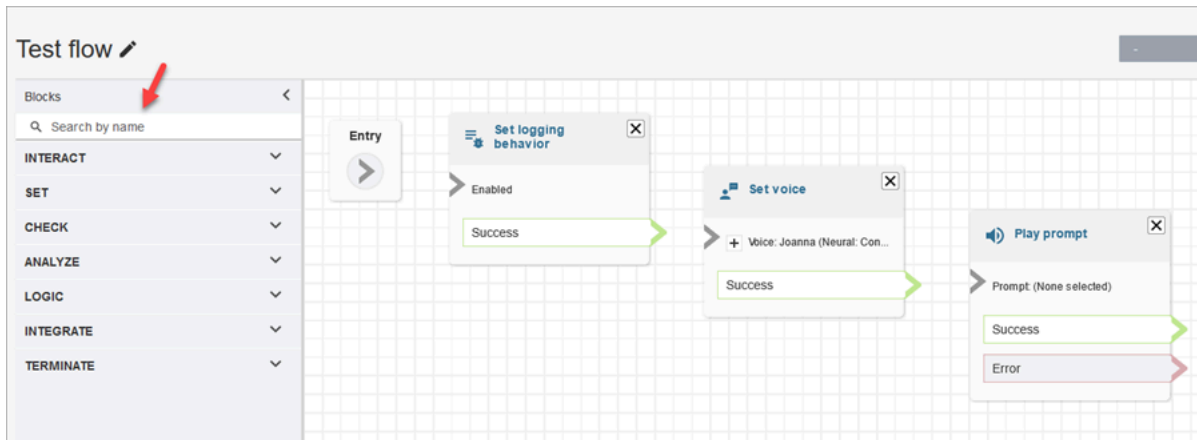 Test flow
Blocks
Search by name
INTERACT
SET
CHECK
ANALYZE
LOGIC
INTEGRATE
TERMINATE
Entry
Set logging
behavior
Enabled
Success
Set voice
Voice: Joanna (Neural: Con...
Success
Play prompt
Prompt: (None selected)
Success
Error